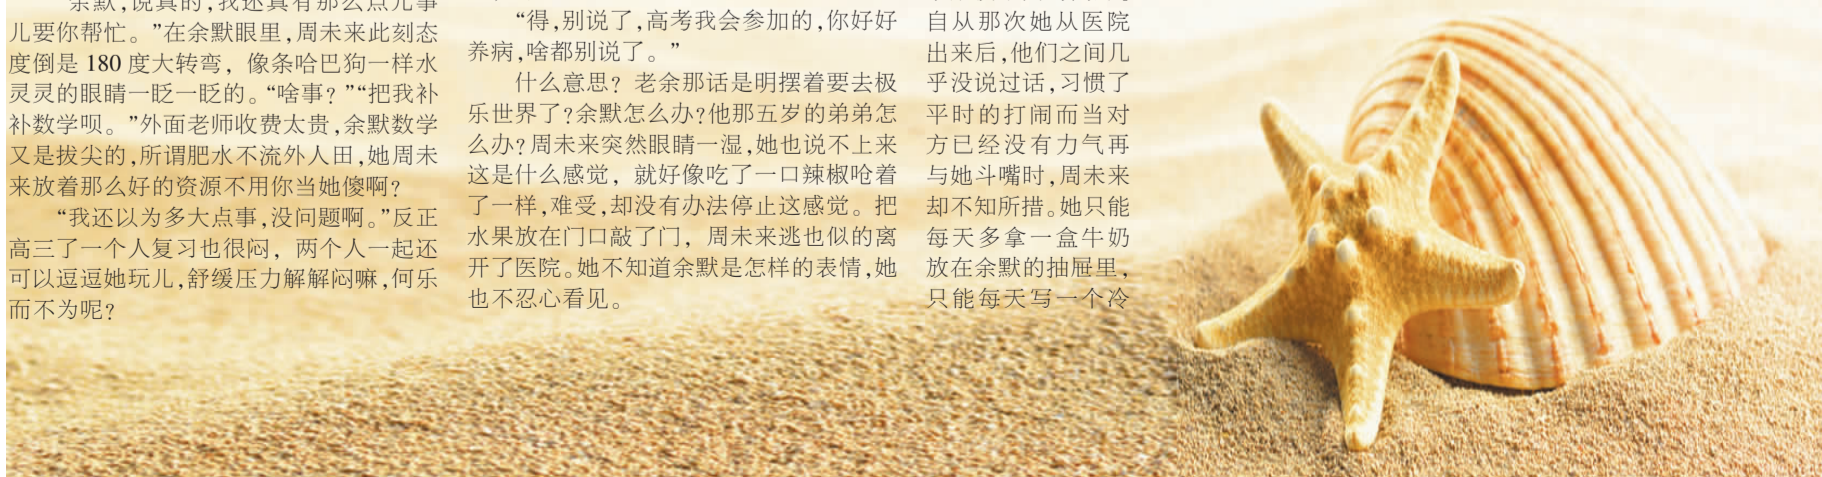 余默,说真的,我还真有那么点儿事
儿要你帮忙。”在余默眼里,周未来此刻态
度倒是 180 度大转弯，像条哈巴狗一样水
灵灵的眼睛一眨一眨的。“啥事？”“把我补
补数学呗。”外面老师收费太贵,余默数学
又是拔尖的,所谓肥水不流外人田,她周未
来放着那么好的资源不用你当她傻啊?
“我还以为多大点事,没问题啊。”反正
高三了一个人复习也很闷，两个人一起还
可以逗逗她玩儿,舒缓压力解解闷嘛,何乐
而不为呢?
“得,别说了,高考我会参加的,你好好
养病,啥都别说了。”
什么意思？老余那话是明摆着要去极
乐世界了?余默怎么办?他那五岁的弟弟怎
么办?周未来突然眼睛一湿,她也说不上来
这是什么感觉，就好像吃了一口辣椒呛着
了一样,难受,却没有办法停止这感觉。把
水果放在门口敲了门，周未来逃也似的离
开了医院。她不知道余默是怎样的表情,她
也不忍心看见。
自从那次她从医院
出来后,他们之间几
乎没说过话,习惯了
平时的打闹而当对
方已经没有力气再
与她斗嘴时,周未来
却不知所措。她只能
每天多拿一盒牛奶
放在余默的抽屉里,
只能每天写一个冷